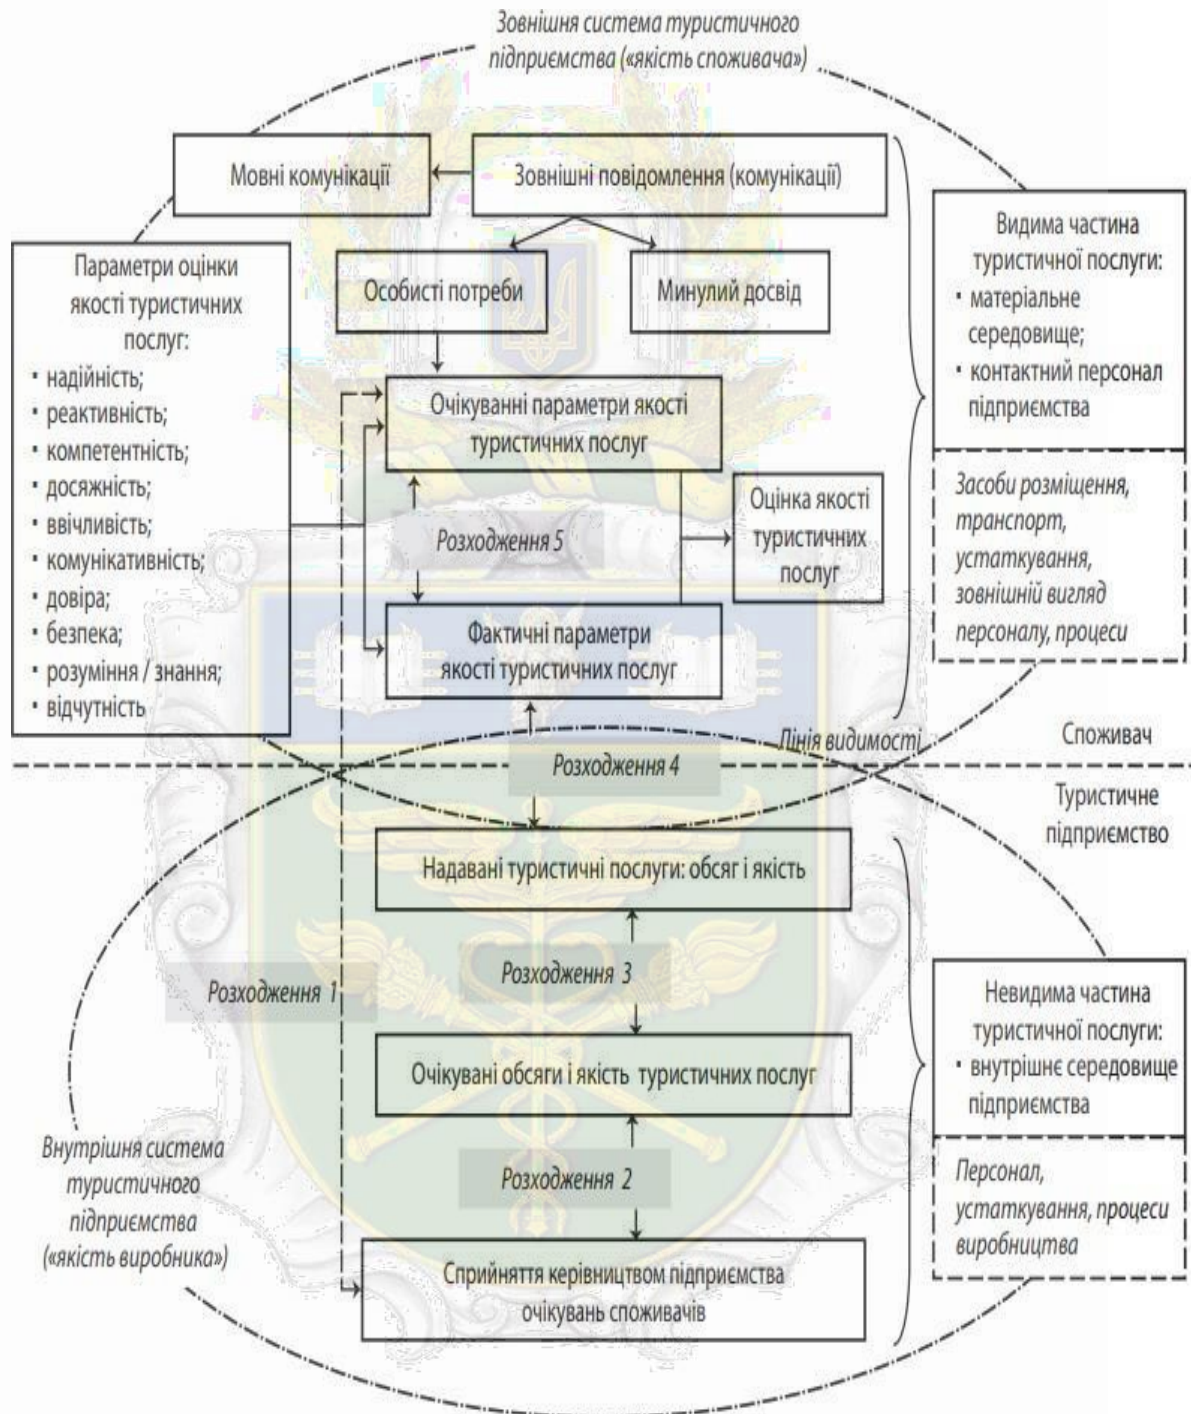 Зовнішня система туристичного
підприємства («якість споживача»)
Мовні комунікації
Зовнішні повідомлення (комунікації)
Особисті потреби
Минулий досвід
Параметри оцінки
якості туристичних
послуг:
▪ надійність;
▪ реактивність;
▪ компетентність;
▪ досяжність;
▪ ввічливість;
▪ комунікативність;
▪ довіра;
▪ безпека;
▪ розуміння / знання;
▪ відчутність
Очікуванні параметри якості
туристичних послуг
Розходження 5
Оцінка якості
туристичних
послуг
Фактичні параметри
якості туристичних послуг
Видима частина
туристичної послуги:
▪ матеріальне
середовище;
▪ контактний персонал
підприємства
Засоби розміщення,
транспорт,
устаткування,
зовнішній вигляд
персоналу, процеси
Лінія видимості
Споживач
Розходження 4
Туристичне
підприємство
Надавані туристичні послуги: обсяг і якість
Розходження 1
Розходження 3
Очікувані обсяги і якість туристичних послуг
Розходження 2
Сприйняття керівництвом підприємства
очікувань споживачів
Невидима частина
туристичної послуги:
▪ внутрішнє середовище
підприємства
Персонал,
устаткування, процеси
виробництва
Внутрішня система
туристичного
підприємства
(«якість виробника»)